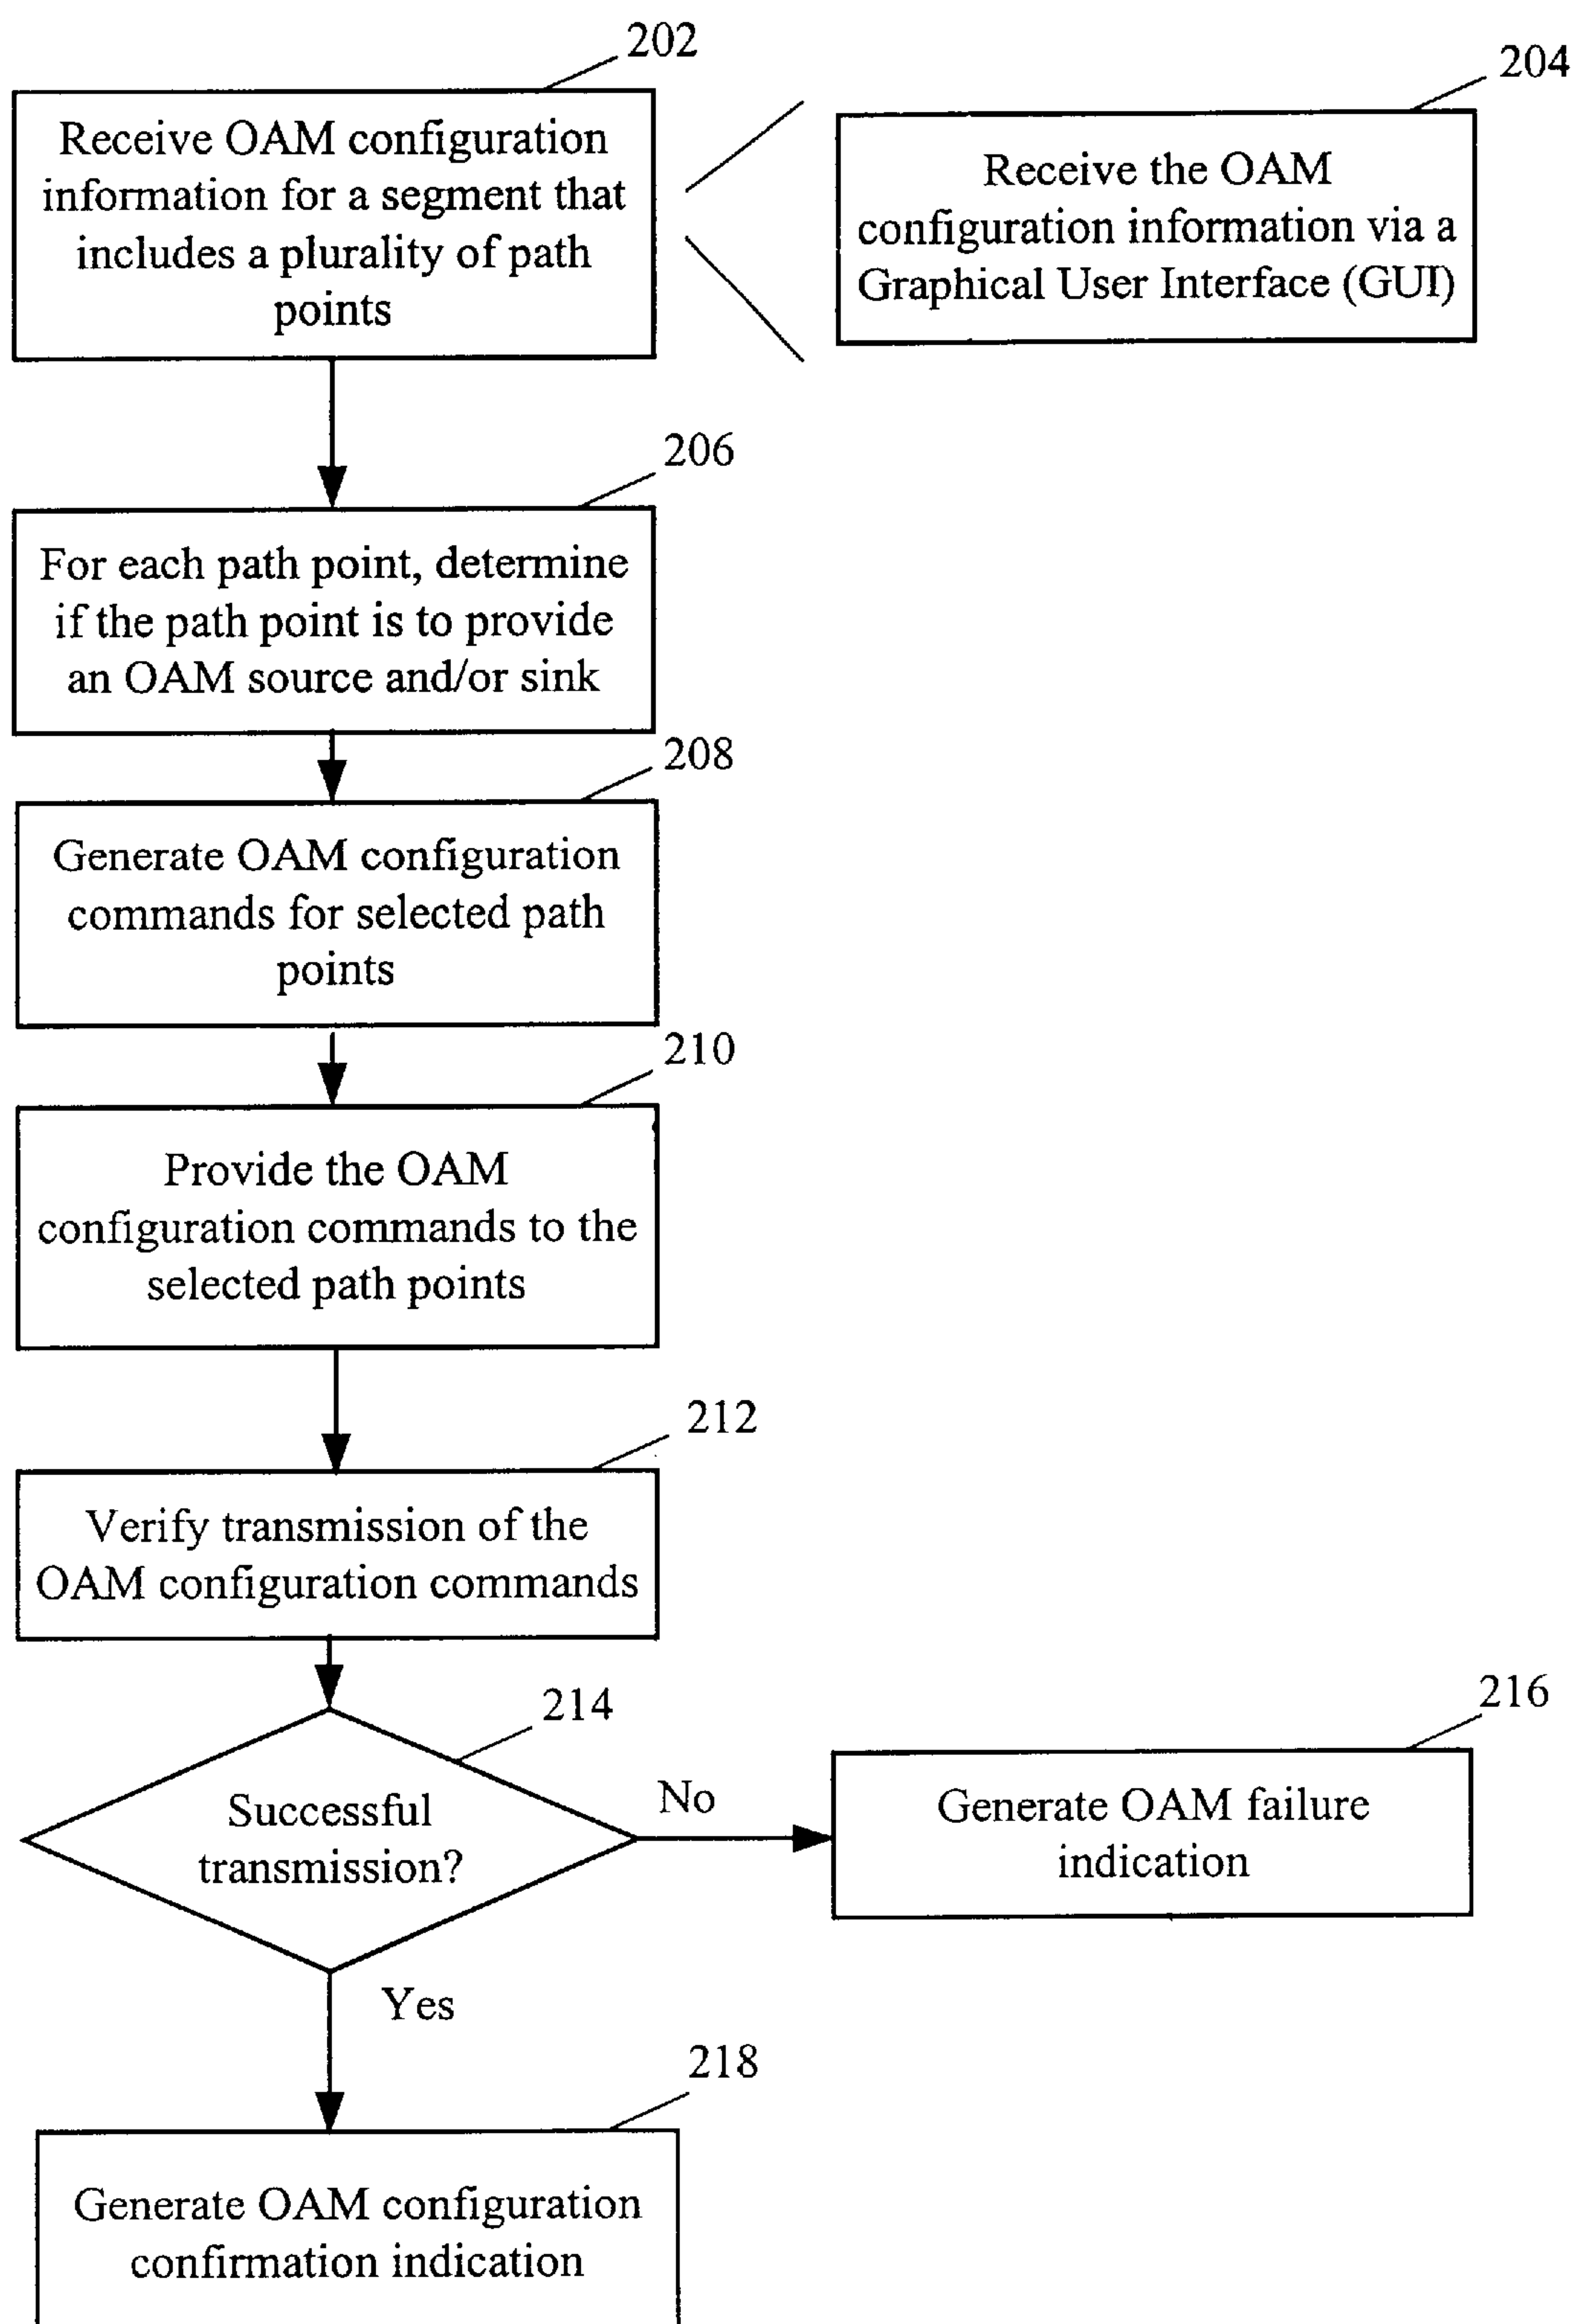 202
Receive OAM configuration
information for a segment that
includes a plurality of path
points
204
Receive the OAM
configuration information via a
Graphical User Interface (GUI)
206
For each path point, determine
if the path point is to provide
an OAM source and/or sink
208
Generate OAM configuration
commands for selected path
points
210
Provide the OAM
configuration commands to the
selected path points
212
Verify transmission of the
OAM configuration commands
214
Successful
transmission?
No
216
Generate OAM failure
indication
Yes
218
Generate OAM configuration
confirmation indication